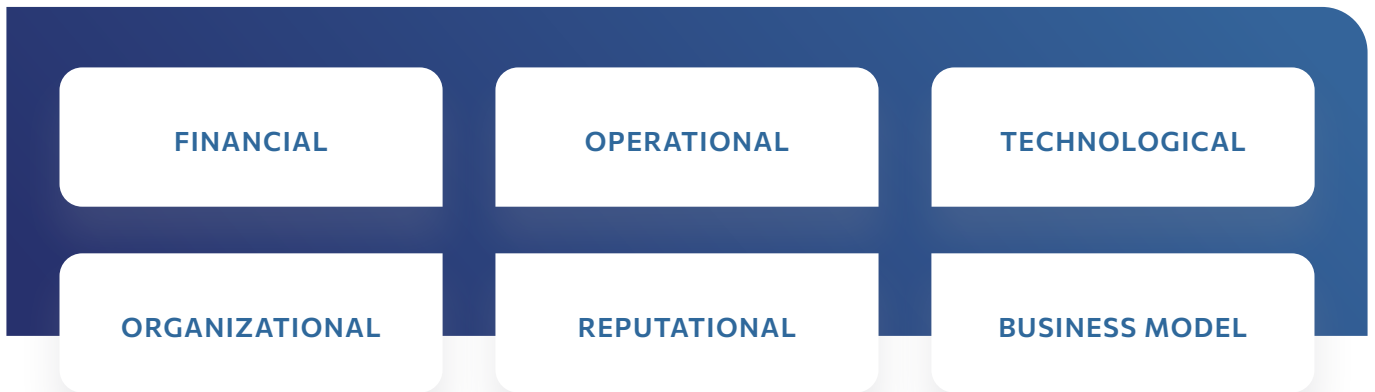 FINANCIAL
OPERATIONAL
TECHNOLOGICAL
ORGANIZATIONAL
REPUTATIONAL
BUSINESS MODEL